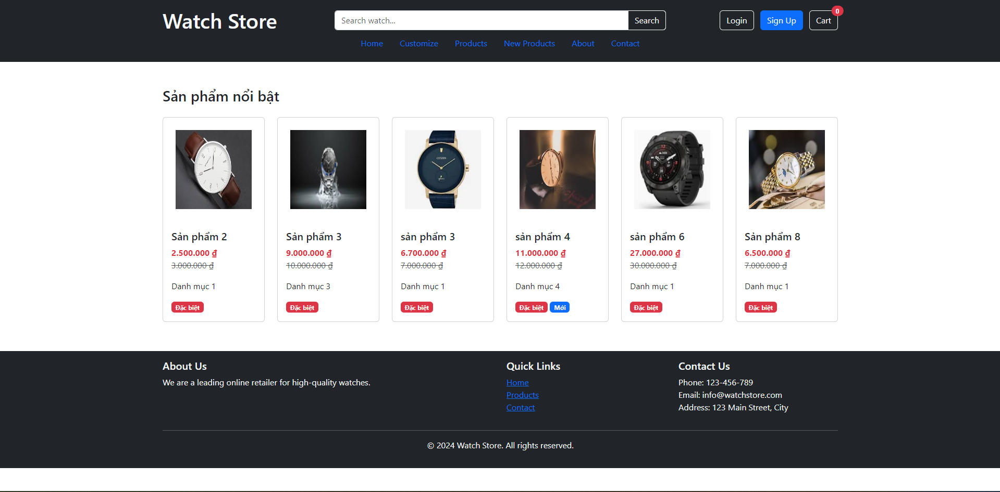 Watch Store
Search watch...
Search
Login
Sign Up
Cart
0
Home
Customize
Products
New Products
About
Contact
Sản phẩm nổi bật
CITIZEN
Sản phẩm 2
2.500.000 ₫
3.000.000 ₫
Danh mục 1
Đặc biệt
Sản phẩm 3
9.000.000 ₫
10.000.000 ₫
Danh mục 3
Đặc biệt
sản phẩm 3
6.700.000 ₫
7.000.000 ₫
Danh mục 1
Đặc biệt
sản phẩm 4
11.000.000 ₫
12.000.000 ₫
Danh mục 4
Đặc biệt Mới
sản phẩm 6
27.000.000 ₫
30.000.000 ₫
Danh mục 1
Đặc biệt
Sản phẩm 8
6.500.000 ₫
7.000.000 ₫
Danh mục 1
Đặc biệt
About Us
We are a leading online retailer for high-quality watches.
Quick Links
Home
Products
Contact
Contact Us
Phone: 123-456-789
Email: info@watchstore.com
Address: 123 Main Street, City
© 2024 Watch Store. All rights reserved.